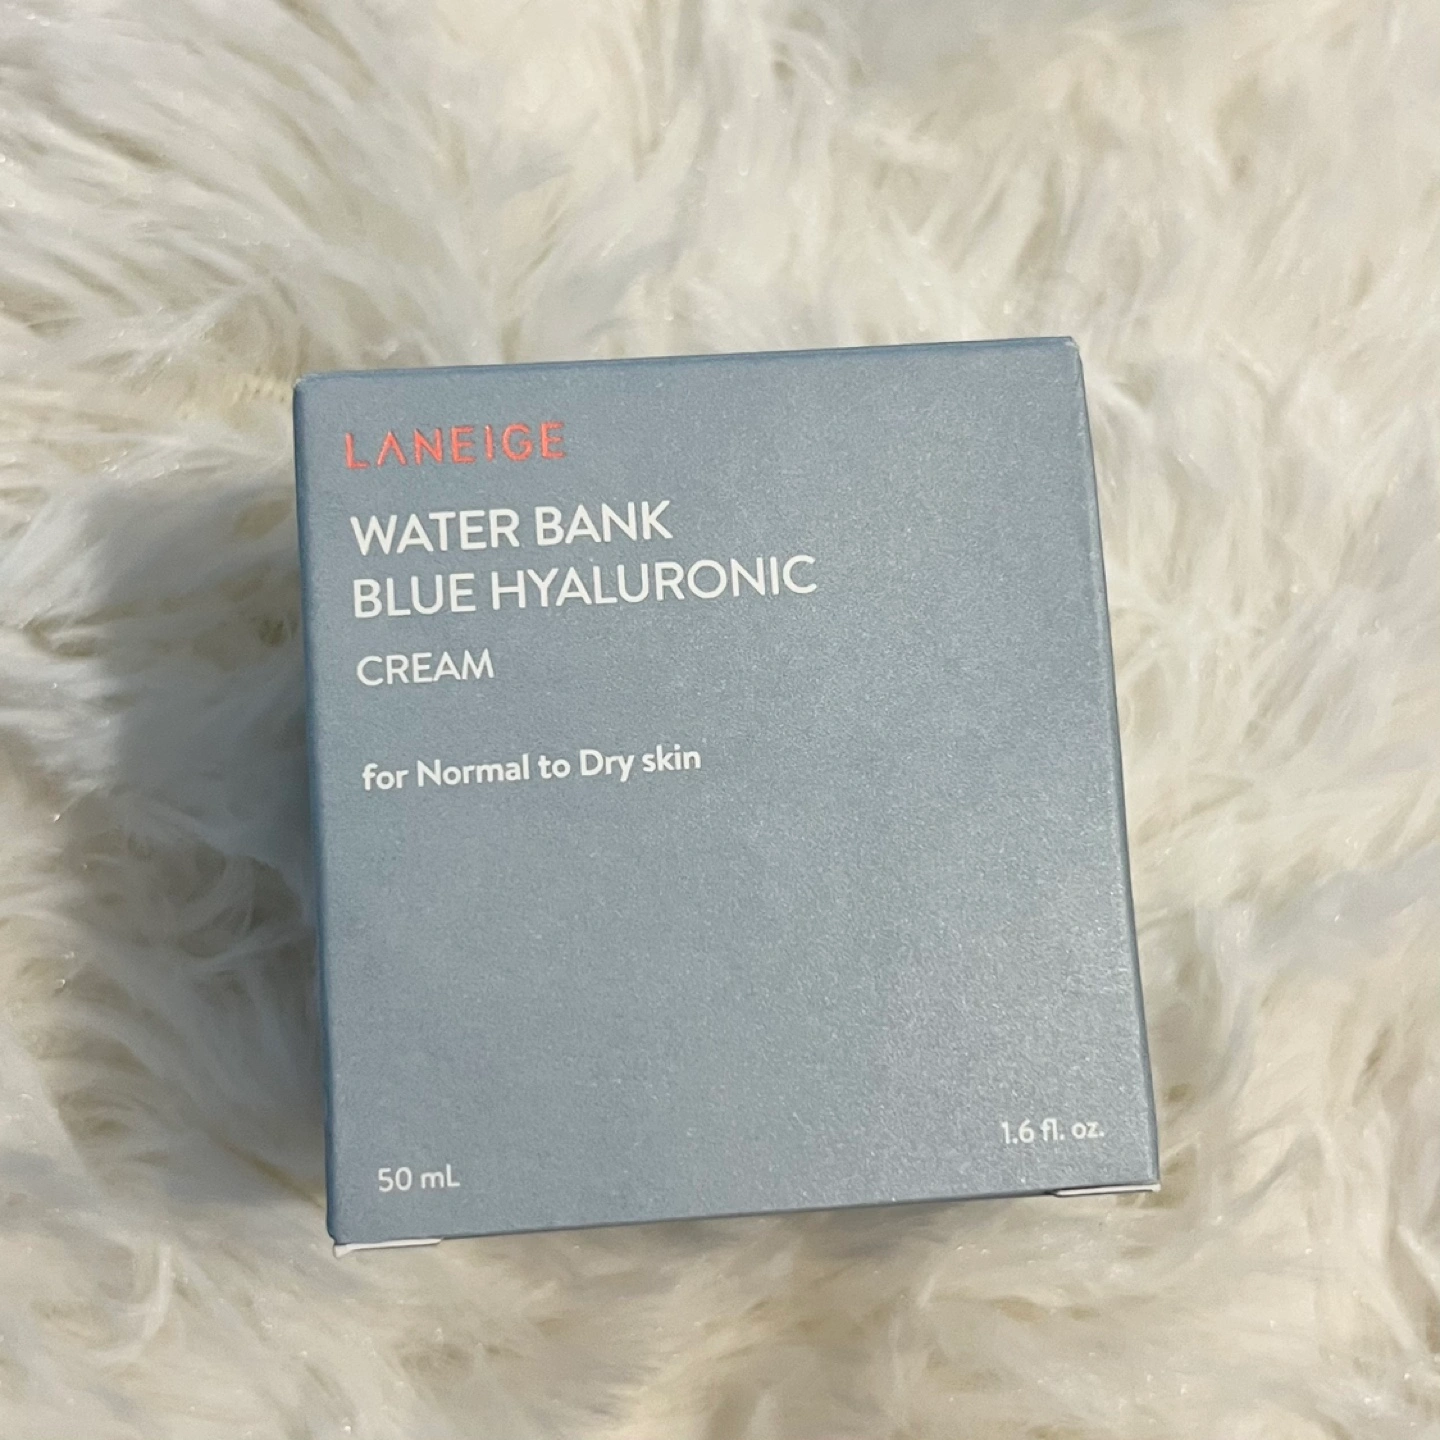 LANEIGE
WATER BANK
BLUE HYALURONIC
CREAM
for Normal to Dry skin
50 mL
1.6 fl. oz.